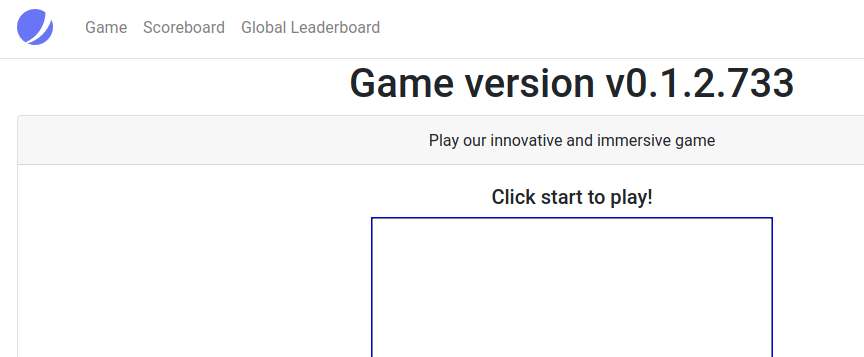 Game Scoreboard Global Leaderboard
Game version v0.1.2.733
Play our innovative and immersive game
Click start to play!